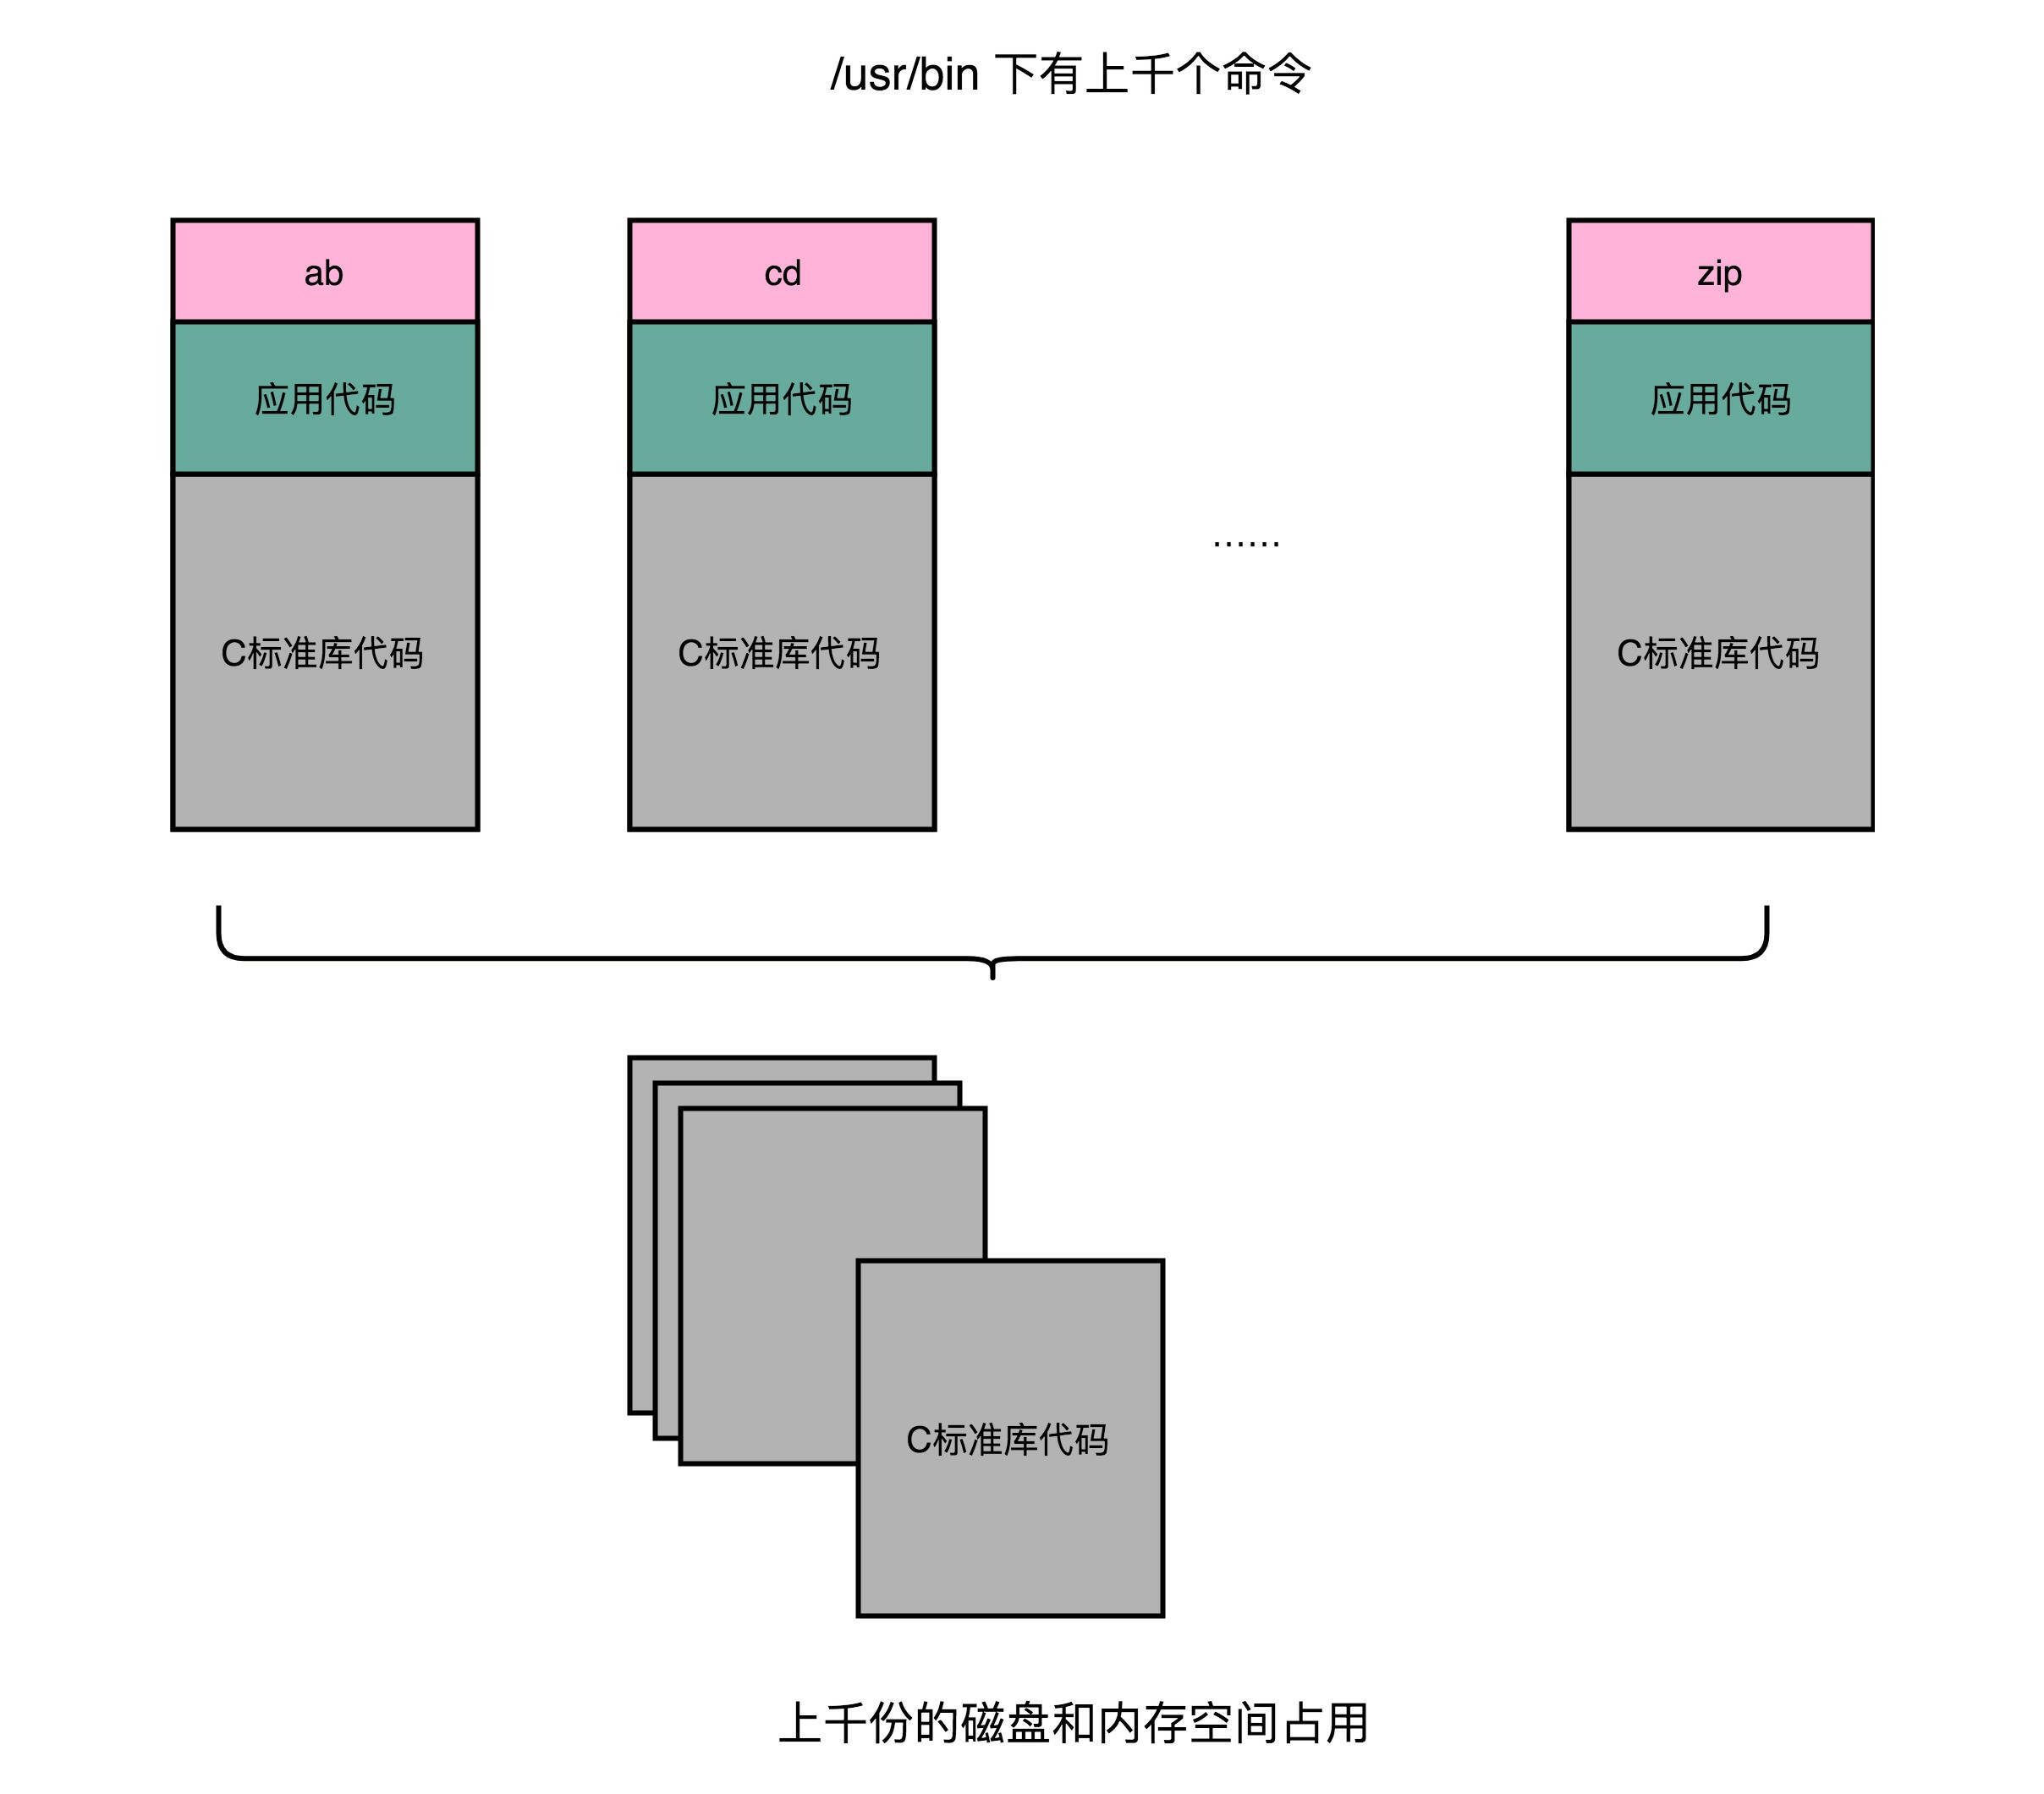 /usr/bin 下有上千个命令
ab
cd
zip
应用代码
应用代码
应用代码
......
C标准库代码
C标准库代码
C标准库代码
C标准库代码
上千份的磁盘和内存空间占用